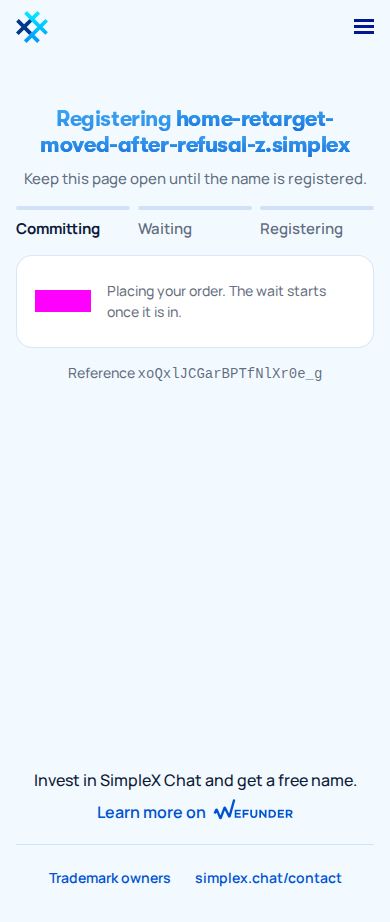 Registering home-retarget-
moved-after-refusal-z.simplex
Keep this page open until the name is registered.
Committing Waiting Registering
Placing your order. The wait starts
once it is in.
Reference xoQxlJCGarBPTfNlXr0e_g
Invest in SimpleX Chat and get a free name.
Learn more on WEFUNDER
Trademark owners simplex.chat/contact